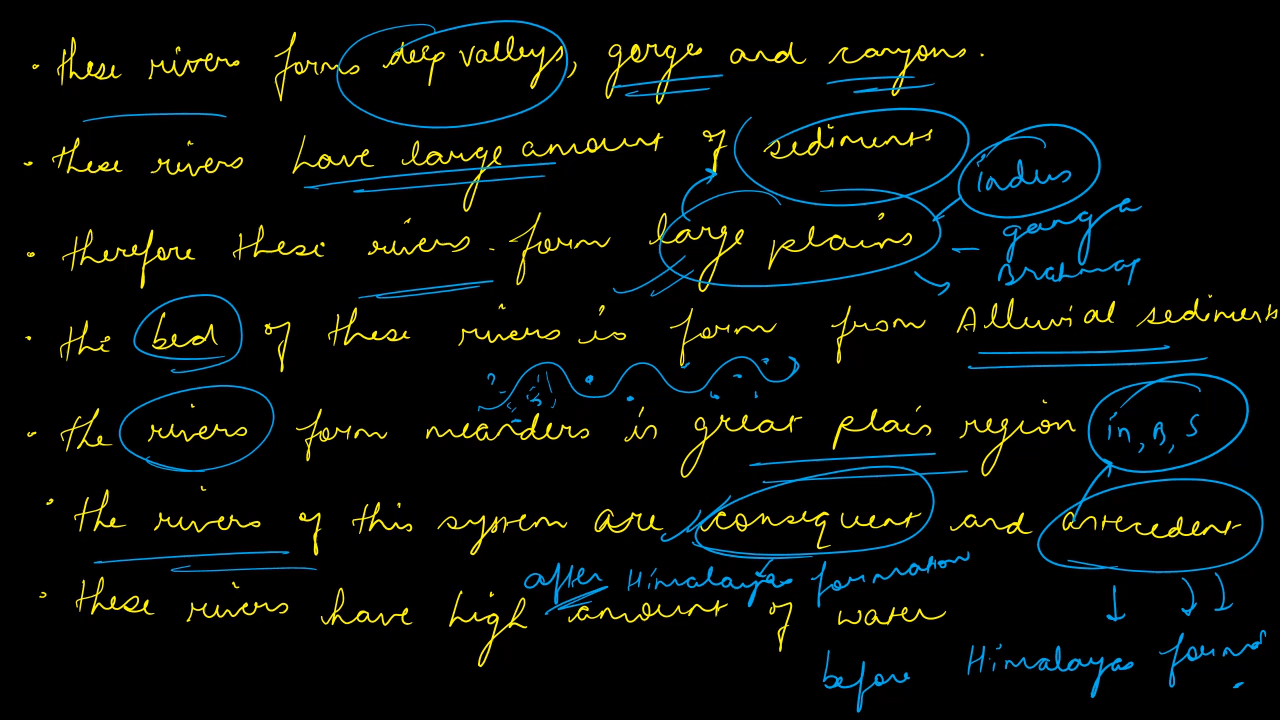 · these rivers forms deep valleys, gorge and canyons.
· these rivers have large amount of sediments
indus
· therefore these rivers. form large plains
- ganga
Brahmap
· the bed of these rivers is form from Alluvial sediments
· the rivers form meanders is great plais region
in, B, S
· the rivers of this system are consequent and antecedent
after Himalayas formation
· these rivers have high amount of water
before Himalayas format